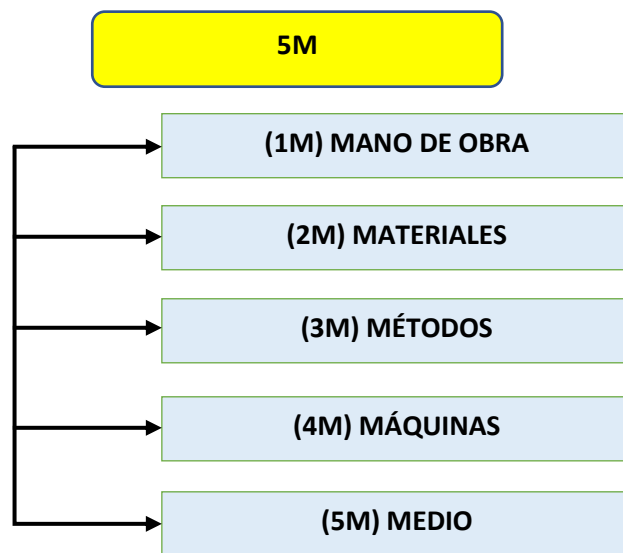 5M
(1M) MANO DE OBRA
(2M) MATERIALES
(3M) MÉTODOS
(4M) MÁQUINAS
(5M) MEDIO